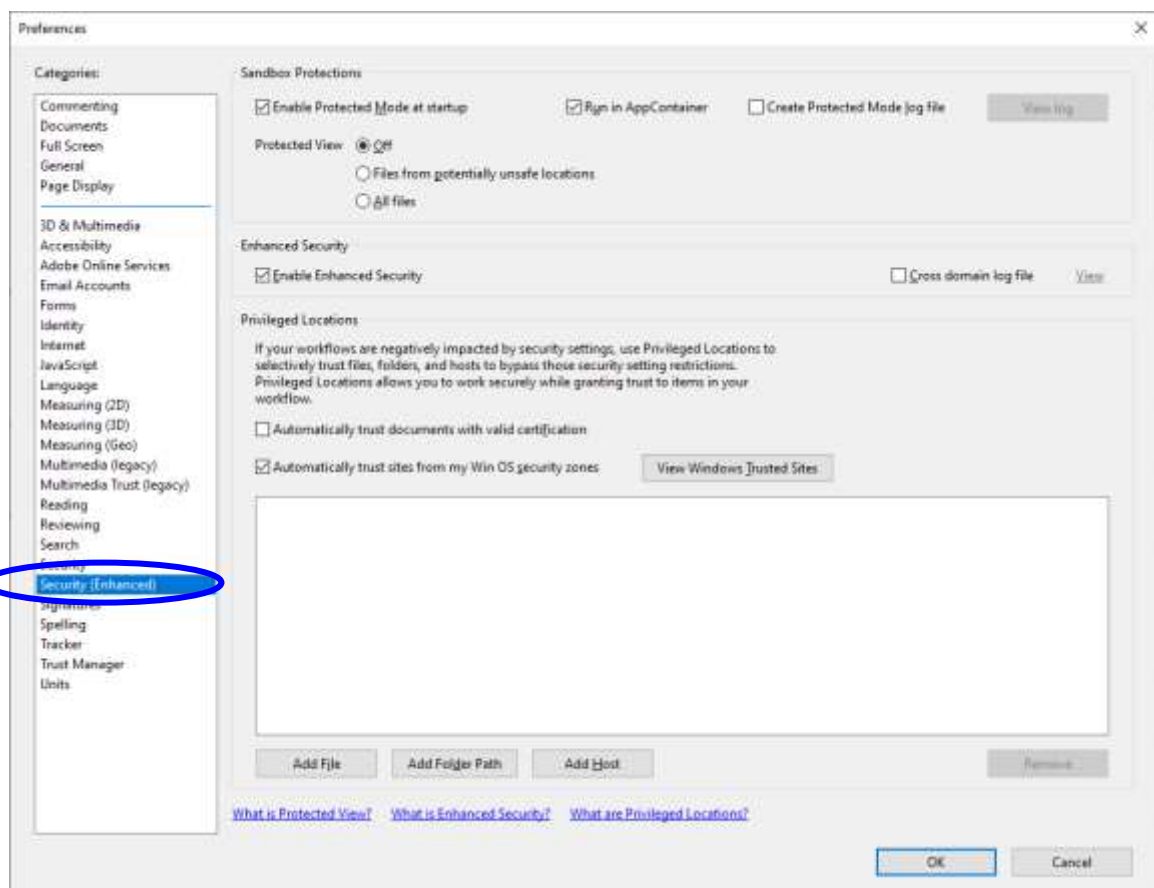 Preferences
Categories:
Commenting
Documents
Full Screen
General
Page Display
3D & Multimedia
Accessibility
Adobe Online Services
Email Accounts
Forms
Identity
Internet
JavaScript
Language
Measuring (2D)
Measuring (3D)
Measuring (Geo)
Multimedia (legacy)
Multimedia Trust (legacy)
Reading
Reviewing
Search
Security
Security (Enhanced)
Signatures
Spelling
Tracker
Trust Manager
Units
Sandbox Protections
Enable Protected Mode at startup Run in AppContainer Create Protected Mode log file View log
Protected View Off
Files from potentially unsafe locations
All files
Enhanced Security
Enable Enhanced Security Cross domain log file View
Privileged Locations
If your workflows are negatively impacted by security settings, use Privileged Locations to
selectively trust files, folders, and hosts to bypass those security setting restrictions.
Privileged Locations allows you to work securely while granting trust to items in your
workflow.
Automatically trust documents with valid certification
Automatically trust sites from my Win OS security zones View Windows Trusted Sites
Add File Add Folder Path Add Host Remove
What is Protected View? What is Enhanced Security? What are Privileged Locations?
OK Cancel